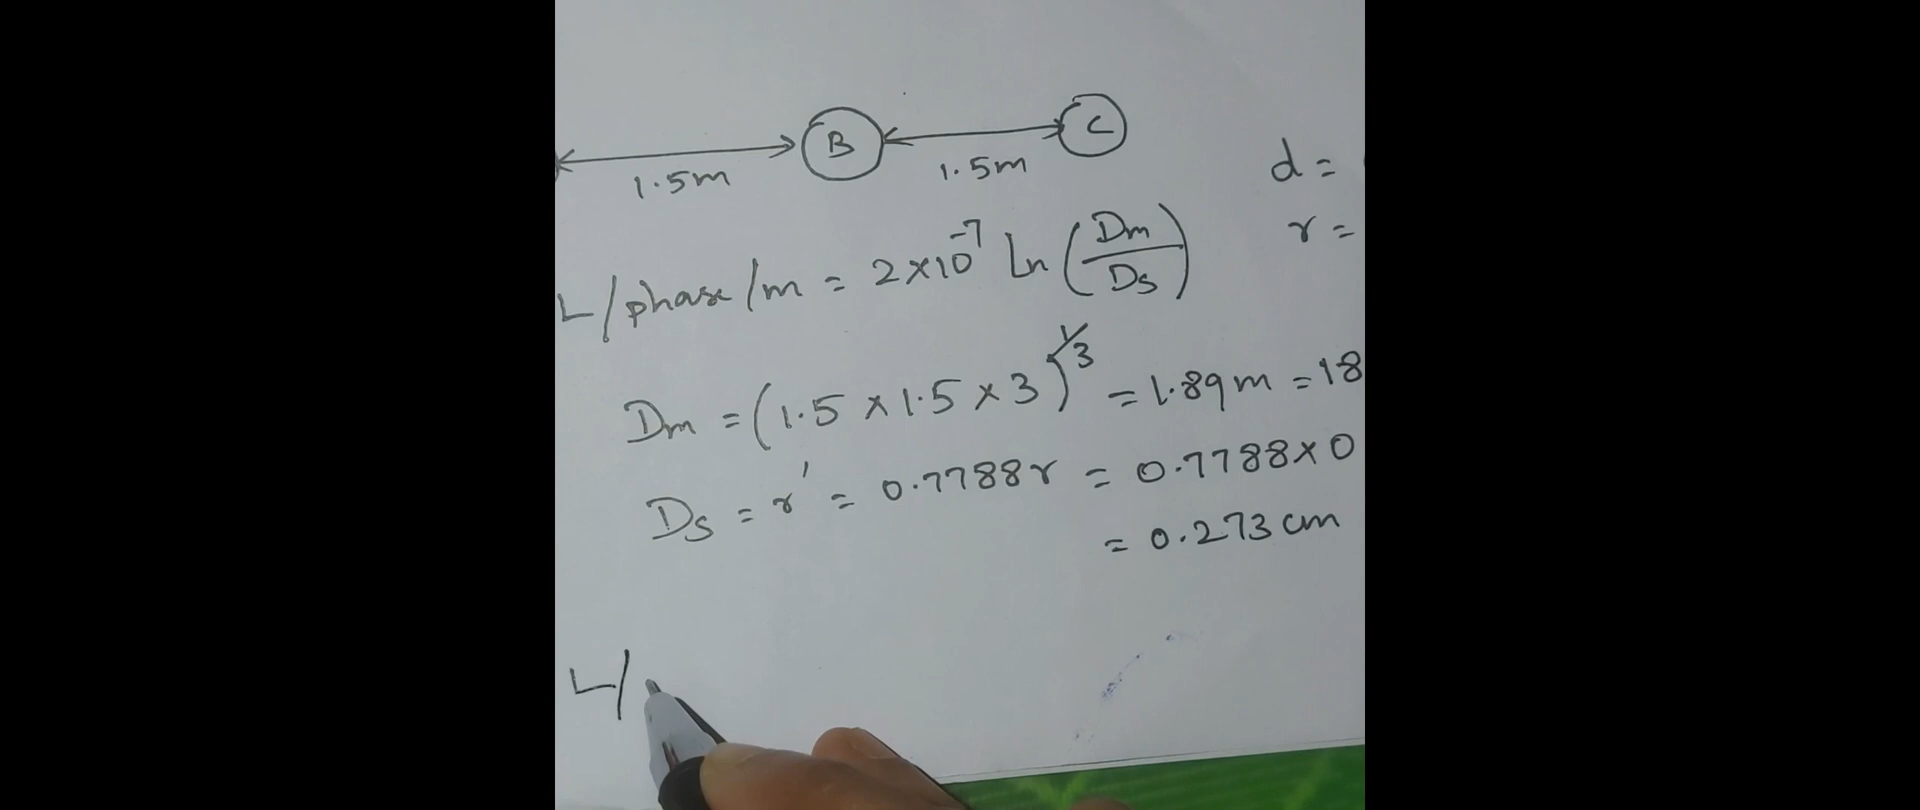 B C
1.5m 1.5m d =
L/phase/m = 2×10⁻⁷ Ln (Dm/Ds) r =
Dm = (1.5 × 1.5 × 3)^1/3 = 1.89m = 18
Ds = r' = 0.7788r = 0.7788×0
= 0.273 cm
L/